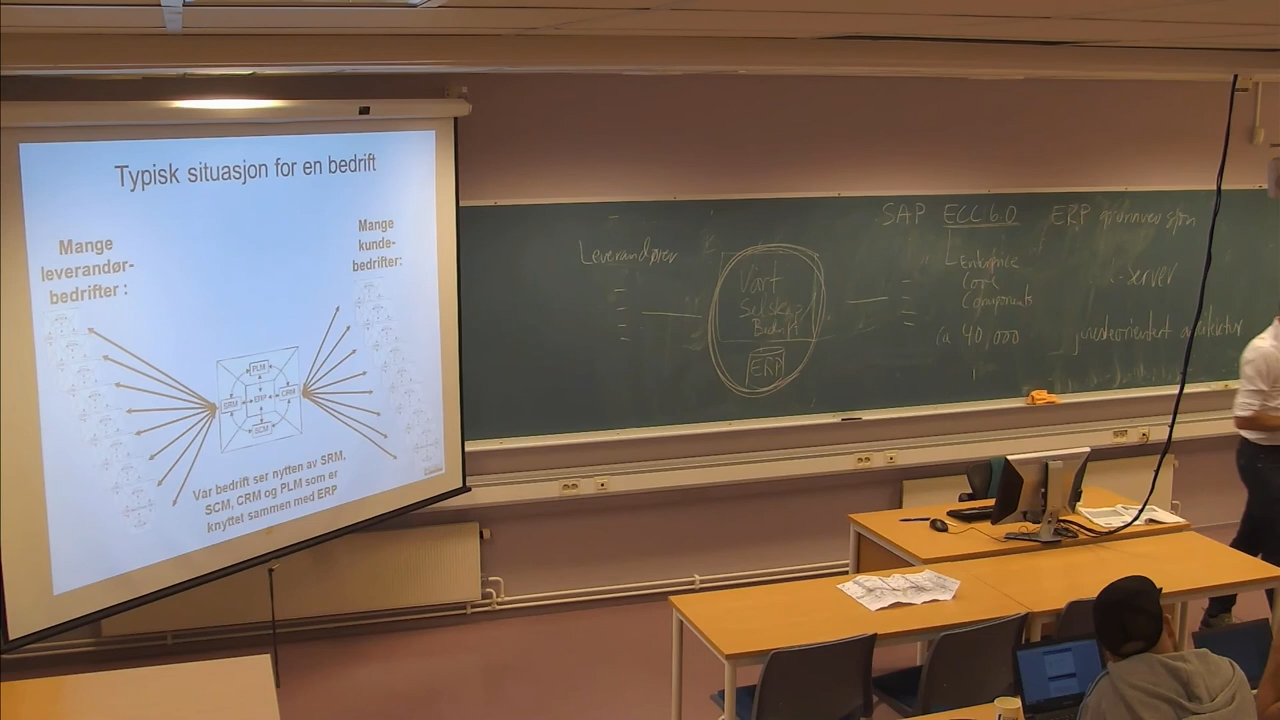 Typisk situasjon for en bedrift
Mange
leverandør-
bedrifter :
Mange
kunde-
bedrifter:
PLM
SRM
ERP
CRM
SCM
Vår bedrift ser nytten av SRM,
SCM, CRM og PLM som er
knyttet sammen med ERP
Leverandører
Vårt
Selskap
Bedrift
ERP
SAP ECC 6.0 ERP
Enterprise
Core
Components
ca 40,000
-server